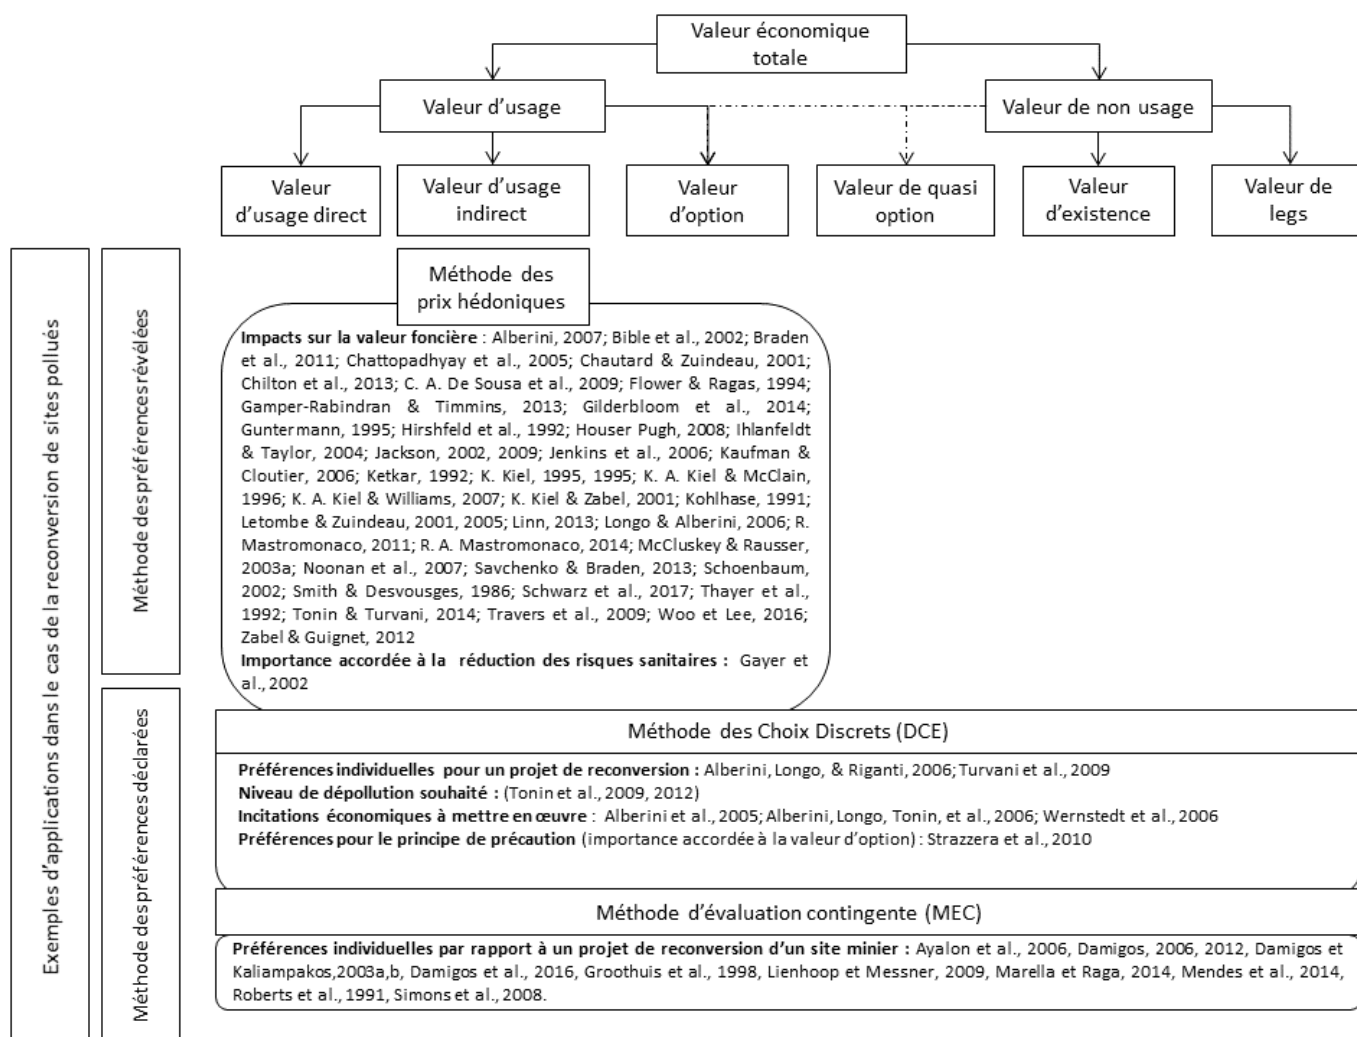 Valeur économique
totale
Valeur d'usage
Valeur de non usage
Valeur
d'usage direct
Valeur d'usage
indirect
Valeur
d'option
Valeur de quasi
option
Valeur
d'existence
Valeur de
legs
Exemples d'applications dans le cas de la reconversion de sites pollués
Méthode des préférences révélées
Méthode des
prix hédoniques
Impacts sur la valeur foncière : Alberini, 2007; Bible et al., 2002; Braden
et al., 2011; Chattopadhyay et al., 2005; Chautard & Zuindeau, 2001;
Chilton et al., 2013; C. A. De Sousa et al., 2009; Flower & Ragas, 1994;
Gamper-Rabindran & Timmins, 2013; Gilderbloom et al., 2014;
Guntermann, 1995; Hirshfeld et al., 1992; Houser Pugh, 2008; Ihlanfeldt
& Taylor, 2004; Jackson, 2002, 2009; Jenkins et al., 2006; Kaufman &
Cloutier, 2006; Ketkar, 1992; K. Kiel, 1995, 1995; K. A. Kiel & McClain,
1996; K. A. Kiel & Williams, 2007; K. Kiel & Zabel, 2001; Kohlhase, 1991;
Letombe & Zuindeau, 2001, 2005; Linn, 2013; Longo & Alberini, 2006; R.
Mastromonaco, 2011; R. A. Mastromonaco, 2014; McCluskey & Rausser,
2003a; Noonan et al., 2007; Savchenko & Braden, 2013; Schoenbaum,
2002; Smith & Desvousges, 1986; Schwarz et al., 2017; Thayer et al.,
1992; Tonin & Turvani, 2014; Travers et al., 2009; Woo et Lee, 2016;
Zabel & Guignet, 2012
Importance accordée à la réduction des risques sanitaires : Gayer et
al., 2002
Méthode des préférences déclarées
Méthode des Choix Discrets (DCE)
Préférences individuelles pour un projet de reconversion : Alberini, Longo, & Riganti, 2006; Turvani et al., 2009
Niveau de dépollution souhaité : (Tonin et al., 2009, 2012)
Incitations économiques à mettre en œuvre : Alberini et al., 2005; Alberini, Longo, Tonin, et al., 2006; Wernstedt et al., 2006
Préférences pour le principe de précaution (importance accordée à la valeur d'option) : Strazzera et al., 2010
Méthode d'évaluation contingente (MEC)
Préférences individuelles par rapport à un projet de reconversion d'un site minier : Ayalon et al., 2006, Damigos, 2006, 2012, Damigos et
Kaliampakos,2003a,b, Damigos et al., 2016, Groothuis et al., 1998, Lienhoop et Messner, 2009, Marella et Raga, 2014, Mendes et al., 2014,
Roberts et al., 1991, Simons et al., 2008.